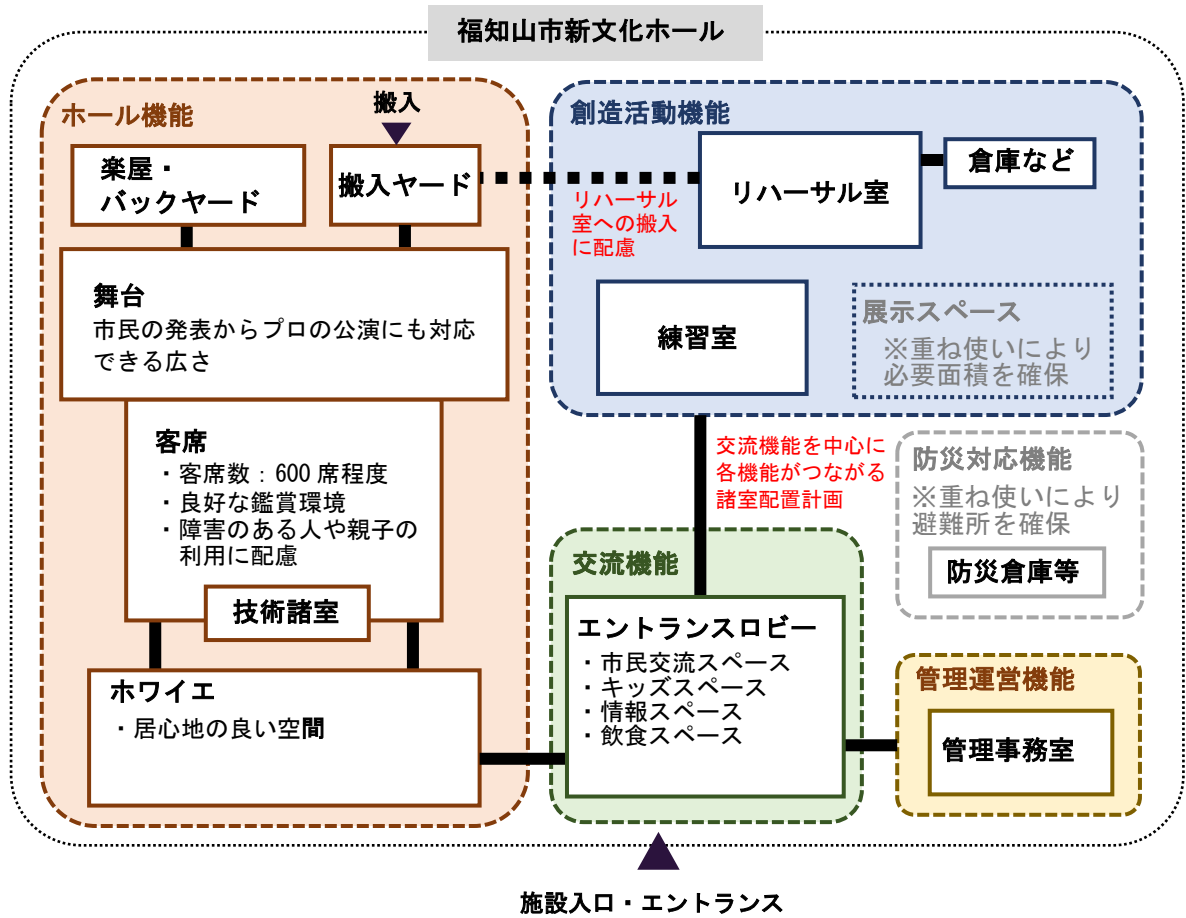 福知山市新文化ホール
ホール機能
搬入
楽屋・
バックヤード
搬入ヤード
舞台
市民の発表からプロの公演にも対応
できる広さ
客席
・客席数：600 席程度
・良好な鑑賞環境
・障害のある人や親子の
利用に配慮
技術諸室
ホワイエ
・居心地の良い空間
創造活動機能
リハーサル室
倉庫など
リハーサル
室への搬入
に配慮
練習室
展示スペース
※重ね使いにより
必要面積を確保
交流機能を中心に
各機能がつながる
諸室配置計画
防災対応機能
※重ね使いにより
避難所を確保
防災倉庫等
交流機能
エントランスロビー
・市民交流スペース
・キッズスペース
・情報スペース
・飲食スペース
管理運営機能
管理事務室
施設入口・エントランス